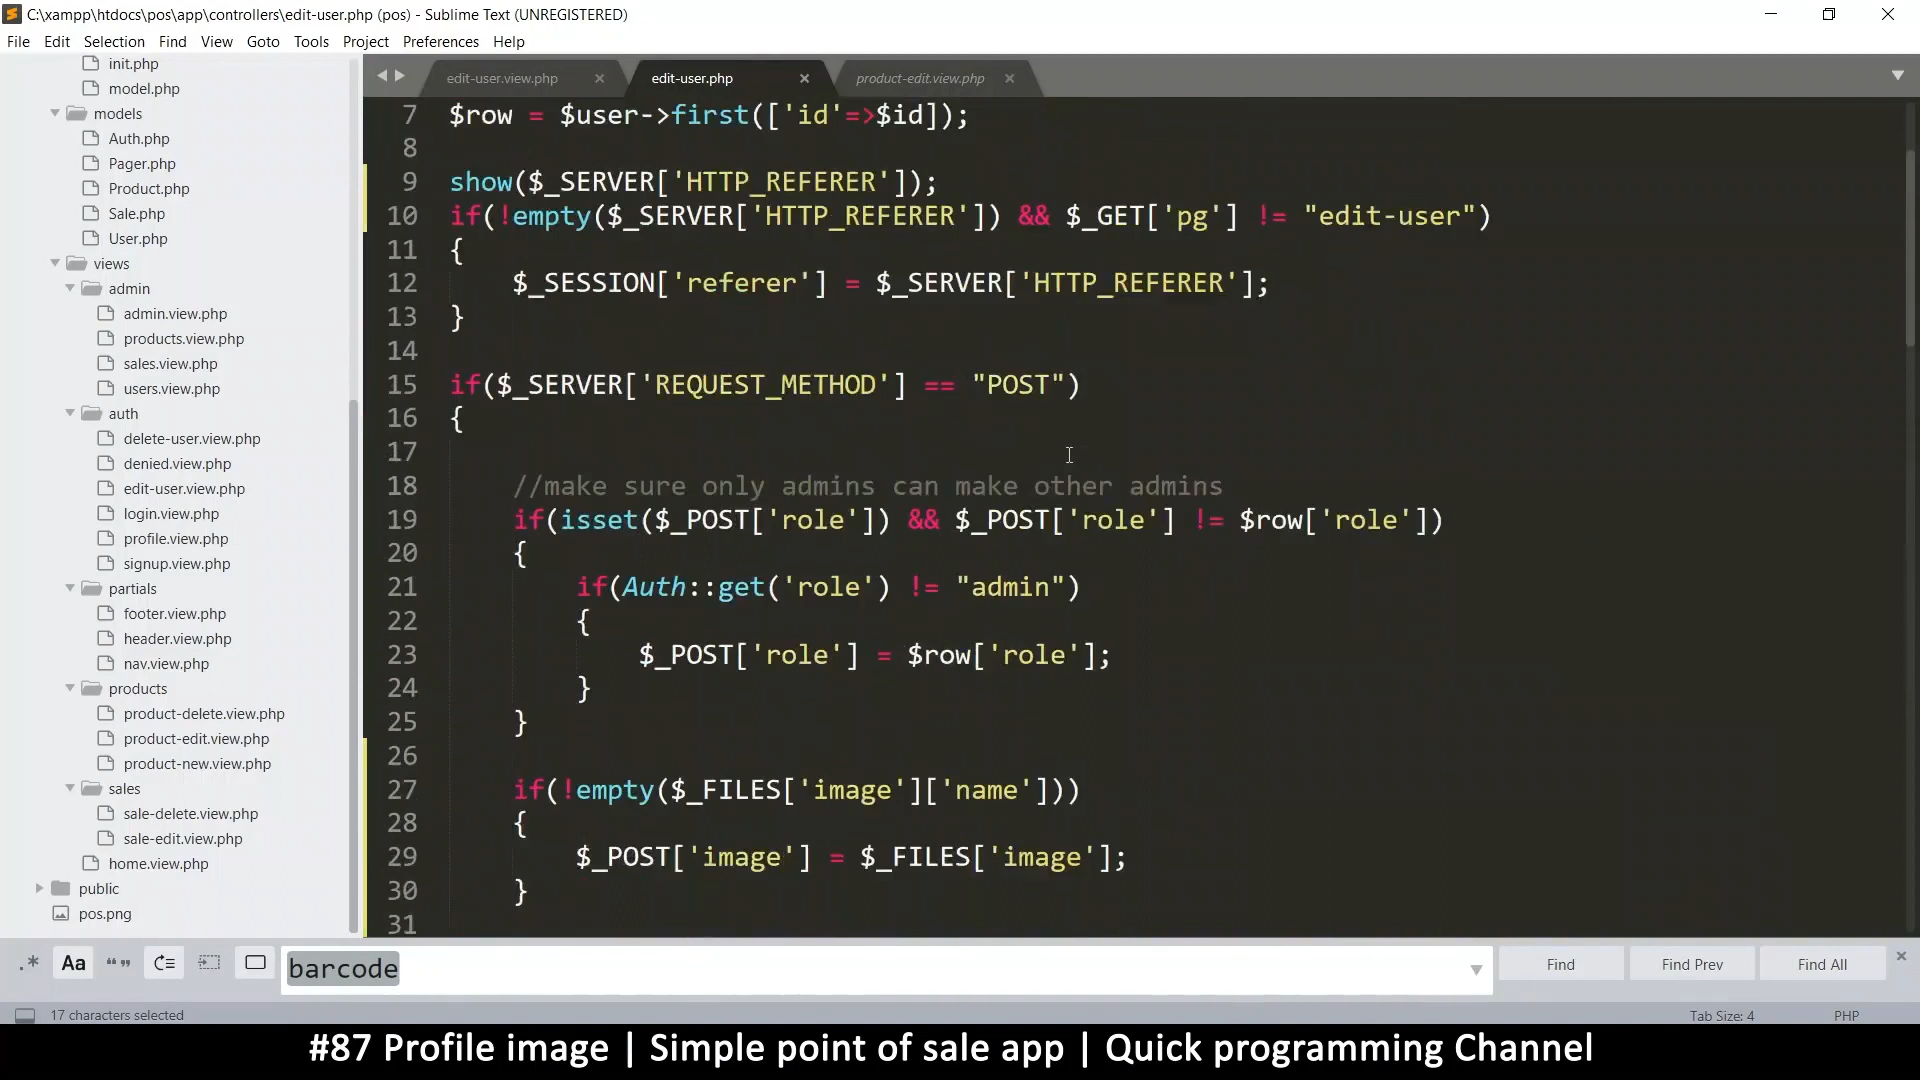 C:\xampp\htdocs\pos\app\controllers\edit-user.php (pos) - Sublime Text (UNREGISTERED)
File Edit Selection Find View Goto Tools Project Preferences Help
init.php
model.php
models
Auth.php
Pager.php
Product.php
Sale.php
User.php
views
admin
admin.view.php
products.view.php
sales.view.php
users.view.php
auth
delete-user.view.php
denied.view.php
edit-user.view.php
login.view.php
profile.view.php
signup.view.php
partials
footer.view.php
header.view.php
nav.view.php
products
product-delete.view.php
product-edit.view.php
product-new.view.php
sales
sale-delete.view.php
sale-edit.view.php
home.view.php
public
pos.png
edit-user.view.php edit-user.php product-edit.view.php
7 $row = $user->first(['id'=>$id]);
8
9 show($_SERVER['HTTP_REFERER']);
10 if(!empty($_SERVER['HTTP_REFERER']) && $_GET['pg'] != "edit-user")
11 {
12 $_SESSION['referer'] = $_SERVER['HTTP_REFERER'];
13 }
14
15 if($_SERVER['REQUEST_METHOD'] == "POST")
16 {
17
18 //make sure only admins can make other admins
19 if(isset($_POST['role']) && $_POST['role'] != $row['role'])
20 {
21 if(Auth::get('role') != "admin")
22 {
23 $_POST['role'] = $row['role'];
24 }
25 }
26
27 if(!empty($_FILES['image']['name']))
28 {
29 $_POST['image'] = $_FILES['image'];
30 }
31
.* Aa “” barcode Find Find Prev Find All
17 characters selected Tab Size: 4 PHP
#87 Profile image | Simple point of sale app | Quick programming Channel